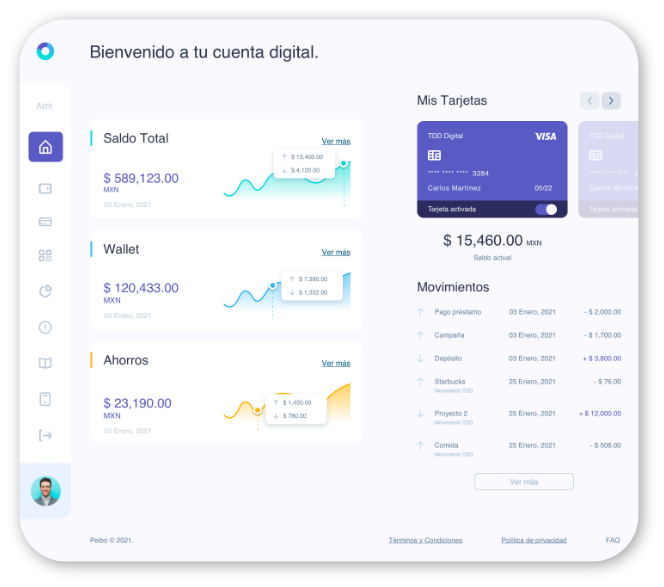 Bienvenido a tu cuenta digital.
Abrir
Saldo Total
Ver más
$ 589,123.00
MXN
03 Enero, 2021
↑ $ 13,400.00
↓ $ 4,120.00
Wallet
Ver más
$ 120,433.00
MXN
03 Enero, 2021
↑ $ 7,390.00
↓ $ 1,322.00
Ahorros
Ver más
$ 23,190.00
MXN
03 Enero, 2021
↑ $ 1,450.00
↓ $ 780.00
Mis Tarjetas
< >
TDD Digital VISA
.... .... .... 3284
Carlos Martinez 05/22
Tarjeta activada
TDD Digital
.... .... ....
Carlos Martine
Tarjeta activada
$ 15,460.00 MXN
Saldo actual
Movimientos
↑ Pago préstamo 03 Enero, 2021 - $ 2,000.00
↑ Campaña 03 Enero, 2021 - $ 1,700.00
↓ Depósito 03 Enero, 2021 + $ 3,800.00
↑ Starbucks 25 Enero, 2021 - $ 76.00
Movimiento TDD
↓ Proyecto 2 25 Enero, 2021 + $ 12,000.00
Movimiento TDD
↑ Comida 25 Enero, 2021 - $ 506.00
Movimiento TDD
Ver más
Peibo © 2021. Términos y Condiciones Política de privacidad FAQ